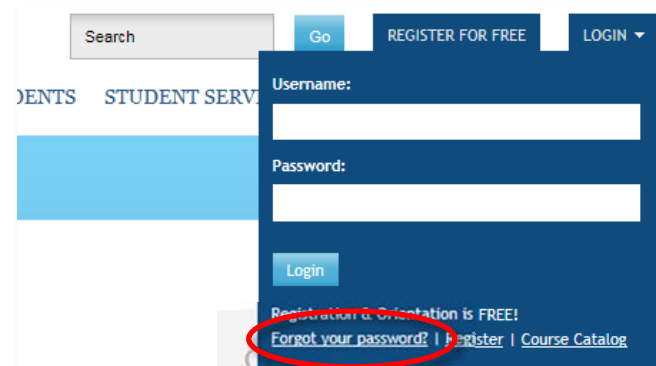 Search Go REGISTER FOR FREE LOGIN
DENTS STUDENT SERV
Username:
Password:
Login
Registration & Orientation is FREE!
Forgot your password? | Register | Course Catalog